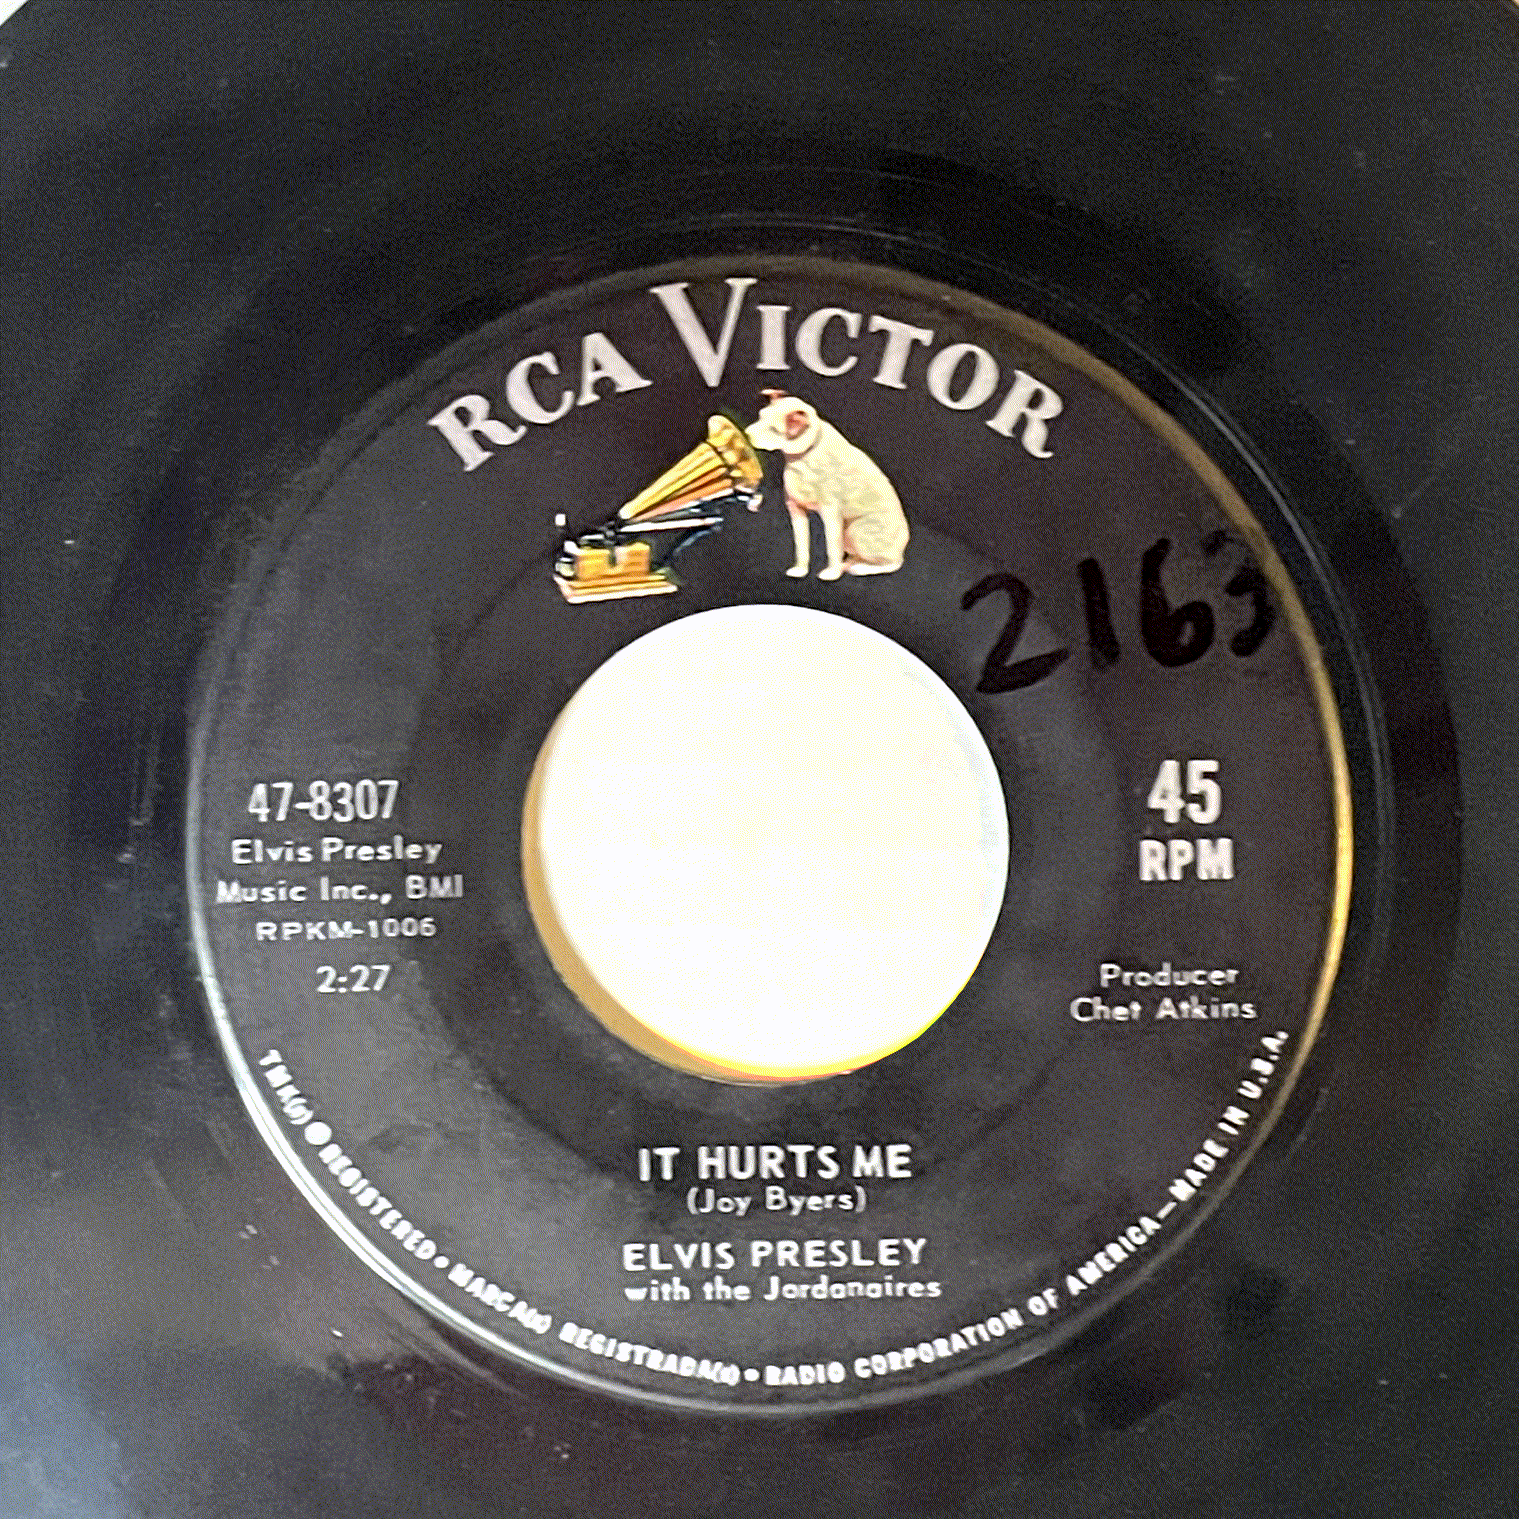 RCA VICTOR
2163
47-8307
Elvis Presley
Music Inc., BMI
RPKM-1006
2:27
45
RPM
Producer
Chet Atkins
IT HURTS ME
(Joy Byers)
ELVIS PRESLEY
with the Jordanaires
TMK(s) ® REGISTERED • MARCA(s) REGISTRADA(s) • RADIO CORPORATION OF AMERICA — MADE IN U.S.A.